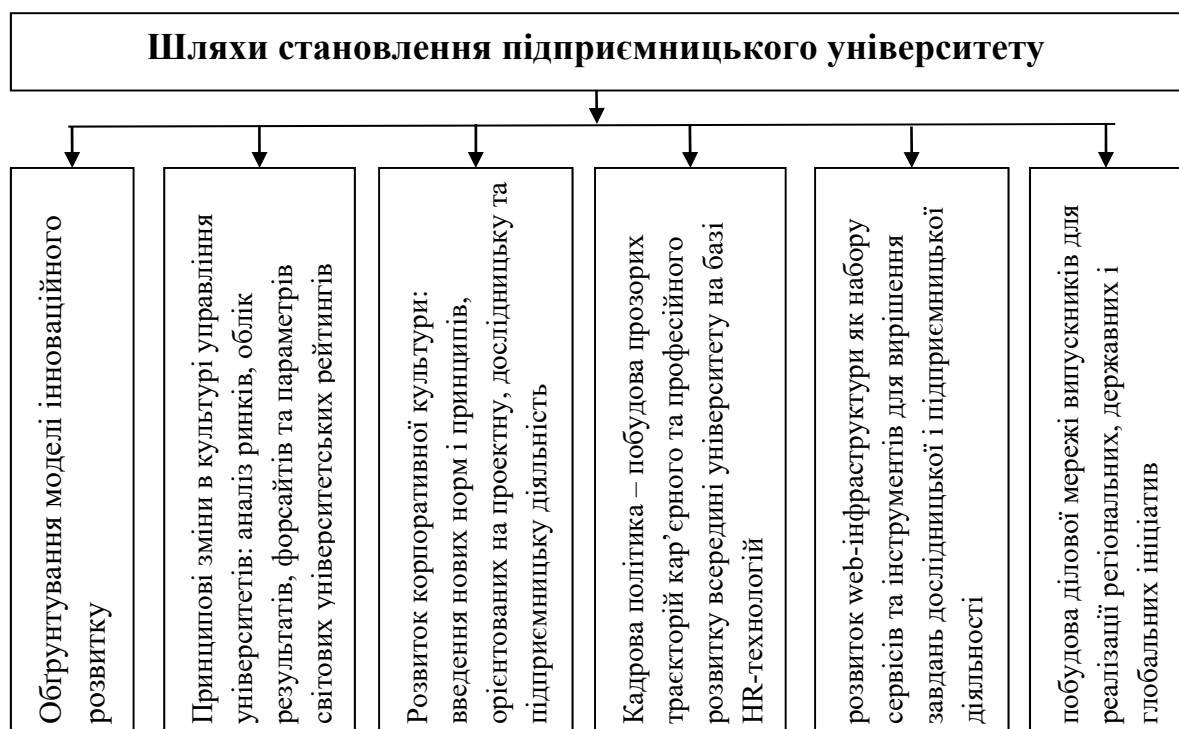 Шляхи становлення підприємницького університету
Обґрунтування моделі інноваційного
розвитку
Принципові зміни в культурі управління
університетів: аналіз ринків, облік
результатів, форсайтів та параметрів
світових університетських рейтингів
Розвиток корпоративної культури:
введення нових норм і принципів,
орієнтованих на проектну, дослідницьку та
підприємницьку діяльність
Кадрова політика – побудова прозорих
траєкторій кар’єрного та професійного
розвитку всередині університету на базі
HR-технологій
розвиток web-інфраструктури як набору
сервісів та інструментів для вирішення
завдань дослідницької і підприємницької
діяльності
побудова ділової мережі випускників для
реалізації регіональних, державних і
глобальних ініціатив